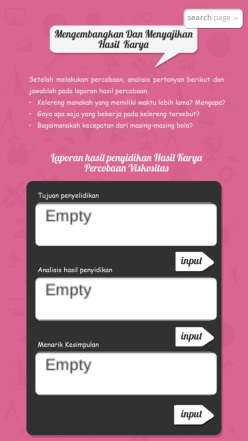 search page >
Mengembangkan Dan Menyajikan
Hasil Karya
Setelah melakukan percobaan, analisis pertanyan berikut dan
jawablah pada laporan hasil percobaan.
• Kelereng manakah yang memiliki waktu lebih lama? Mengapa?
• Gaya apa saja yang bekerja pada kelereng tersebut?
• Bagaimanakah kecepatan dari masing-masing bola?
Laporan hasil penyidikan Hasil Karya
Percobaan Viskositas
Tujuan penyelidikan
Empty
input
Analisis hasil penyidikan
Empty
input
Menarik Kesimpulan
Empty
input